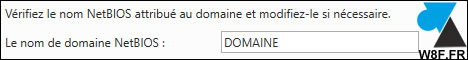 Vérifiez le nom NetBIOS attribué au domaine et modifiez-le si nécessaire.
Le nom de domaine NetBIOS : DOMAINE
W8F.FR